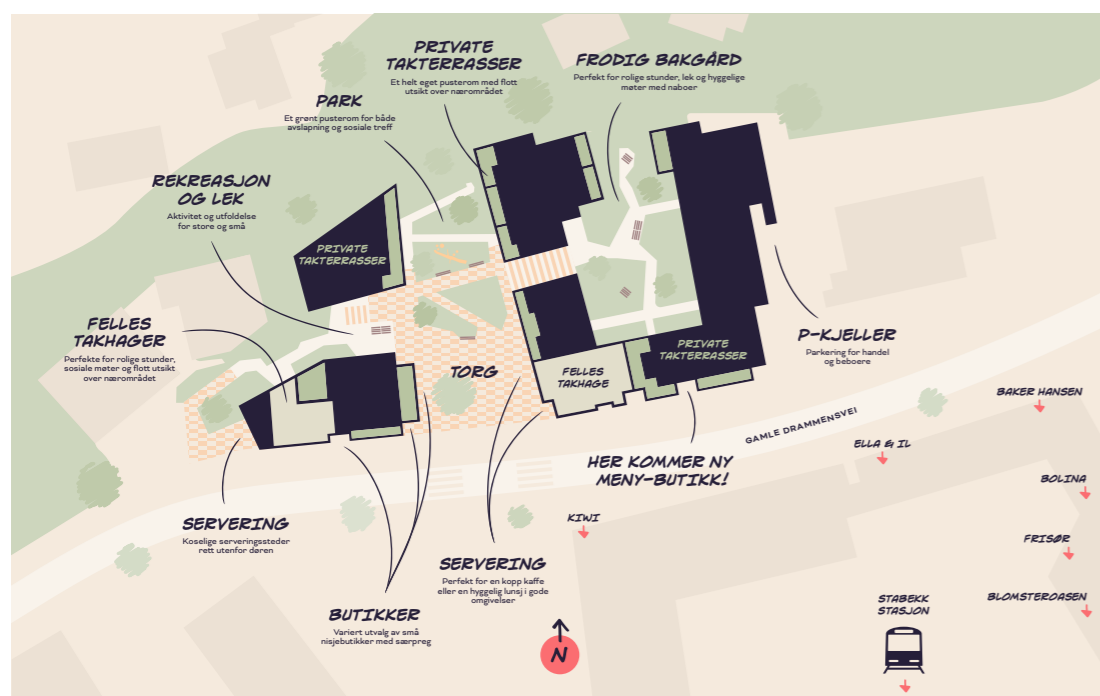 PRIVATE
TAKTERRASSER
Et helt eget pusterom med flott
utsikt over nærområdet
FRODIG BAKGÅRD
Perfekt for rolige stunder, lek og hyggelige
møter med naboer
PARK
Et grønt pusterom for både
avslapning og sosiale treff
REKREASJON
OG LEK
Aktivitet og utfoldelse
for store og små
PRIVATE
TAKTERRASSER
FELLES
TAKHAGER
Perfekte for rolige stunder,
sosiale møter og flott utsikt
over nærområdet
P-KJELLER
Parkering for handel
og beboere
PRIVATE
TAKTERRASSER
TORG
FELLES
TAKHAGE
BAKER HANSEN
GAMLE DRAMMENSVEI
ELLA & IL
HER KOMMER NY
MENY-BUTIKK!
BOLINA
KIWI
SERVERING
Koselige serveringssteder
rett utenfor døren
FRISØR
SERVERING
Perfekt for en kopp kaffe
eller en hyggelig lunsj i gode
omgivelser
STABEKK
STASJON
BLOMSTEROASEN
BUTIKKER
Variert utvalg av små
nisjebutikker med særpreg
N